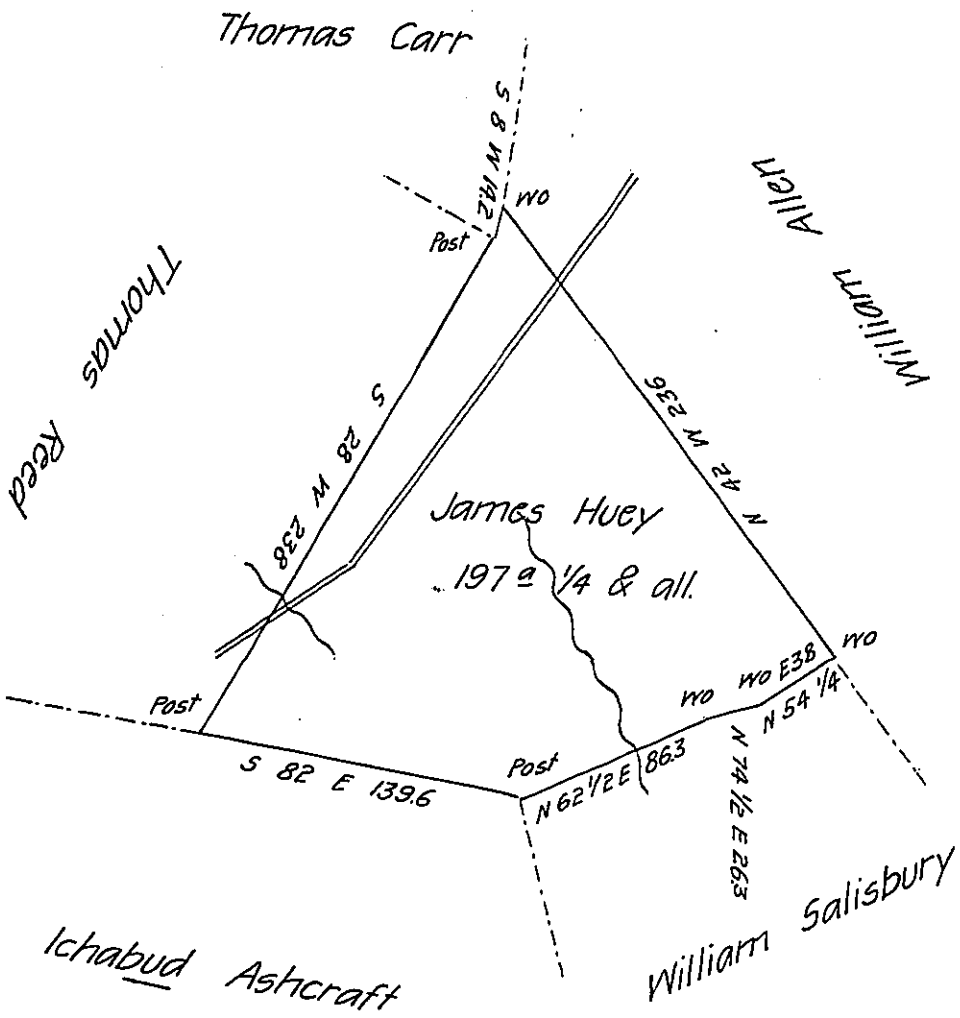 Thomas Carr
S 8 W 14.2
WO
Post
William Allen
Thomas Reed
S 28 W 238
N 42 W 236
James Huey
197 a 1/4 & all.
WO
Post
WO
WO
E38
N 54 1/4
Post
S 82 E 139.6
N 62 1/2 E 86.3
N 74 1/2 E 26.3
William Salisbury
Ichabud Ashcraft